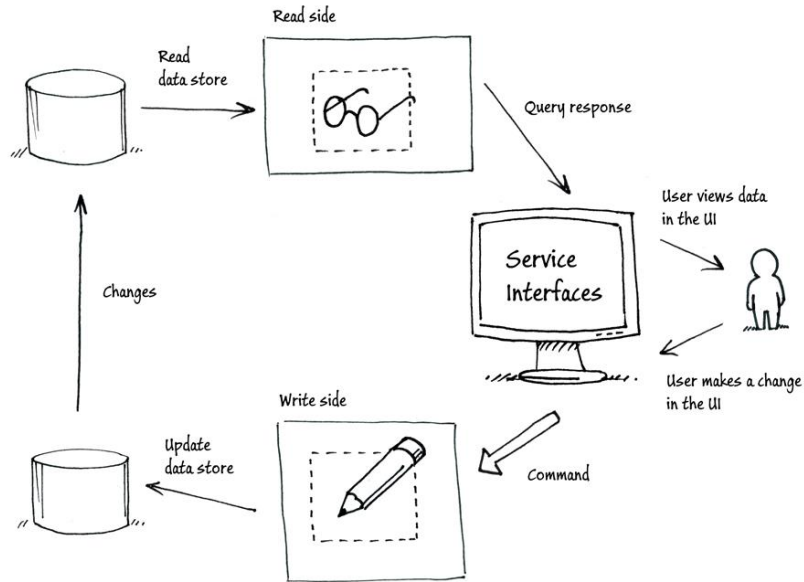 Read side
Read
data store
Query response
User views data
in the UI
Service
Interfaces
Changes
User makes a change
in the UI
Write side
Update
data store
Command